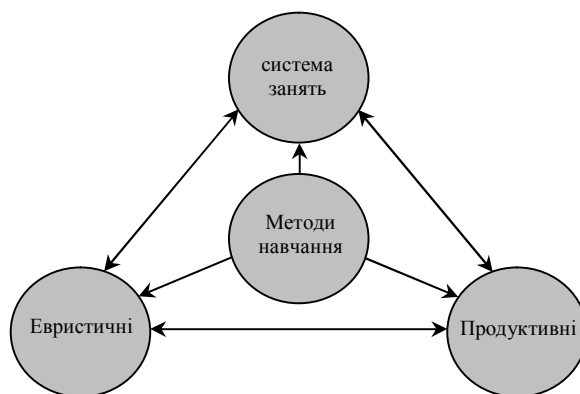 система
занять
Методи
навчання
Евристичні
Продуктивні